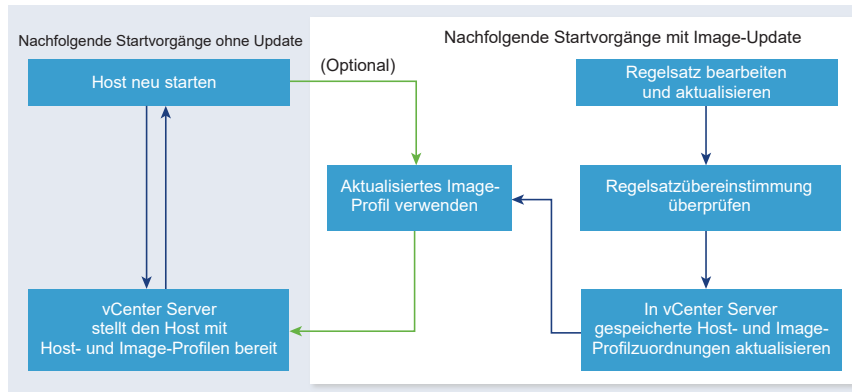 Nachfolgende Startvorgänge ohne Update
Host neu starten
vCenter Server
stellt den Host mit
Host- und Image-Profilen bereit
Nachfolgende Startvorgänge mit Image-Update
(Optional)
Aktualisiertes Image-
Profil verwenden
Regelsatz bearbeiten
und aktualisieren
Regelsatzübereinstimmung
überprüfen
In vCenter Server
gespeicherte Host- und Image-
Profilzuordnungen aktualisieren